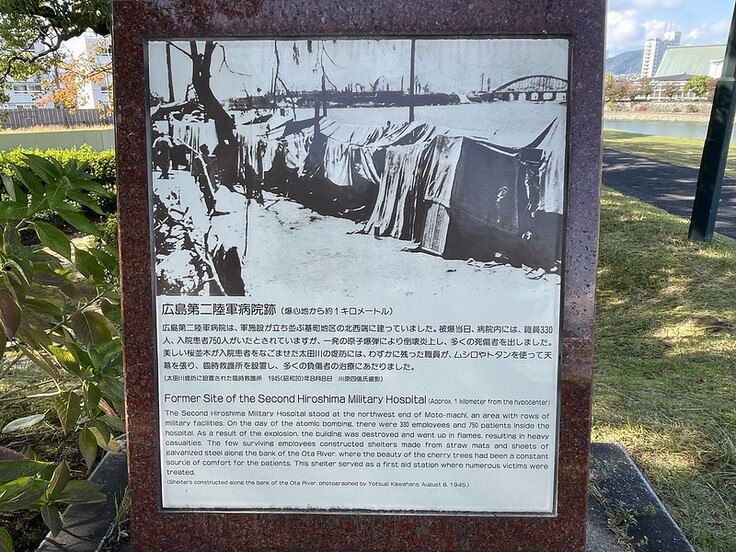 広島第二陸軍病院跡 (爆心地から約1キロメートル)
広島第二陸軍病院は、軍施設が立ち並ぶ基町地区の北西端に建っていました。被爆当日、病院内には、職員330
人、入院患者750人がいたとされていますが、一発の原子爆弾により倒壊炎上し、多くの死傷者を出しました。
美しい桜並木が入院患者をなごませた太田川の堤防には、わずかに残った職員が、ムシロやトタンを使って天
幕を張り、臨時救護所を設置し、多くの負傷者の治療にあたりました。
(太田川堤防に設置された臨時救護所 1945(昭和20)年8月8日 川原四儀氏撮影)
Former Site of the Second Hiroshima Military Hospital (Approx. 1 kilometer from the hypocenter)
The Second Hiroshima Military Hospital stood at the northwest end of Moto-machi, an area with rows of
military facilities. On the day of the atomic bombing, there were 330 employees and 750 patients inside the
hospital. As a result of the explosion, the building was destroyed and went up in flames, resulting in heavy
casualties. The few surviving employees constructed shelters made from straw mats and sheets of
galvanized steel along the bank of the Ota River, where the beauty of the cherry trees had been a constant
source of comfort for the patients. This shelter served as a first aid station where numerous victims were
treated.
(Shelters constructed along the bank of the Ota River, photographed by Yotsugi Kawahara, August 8, 1945)